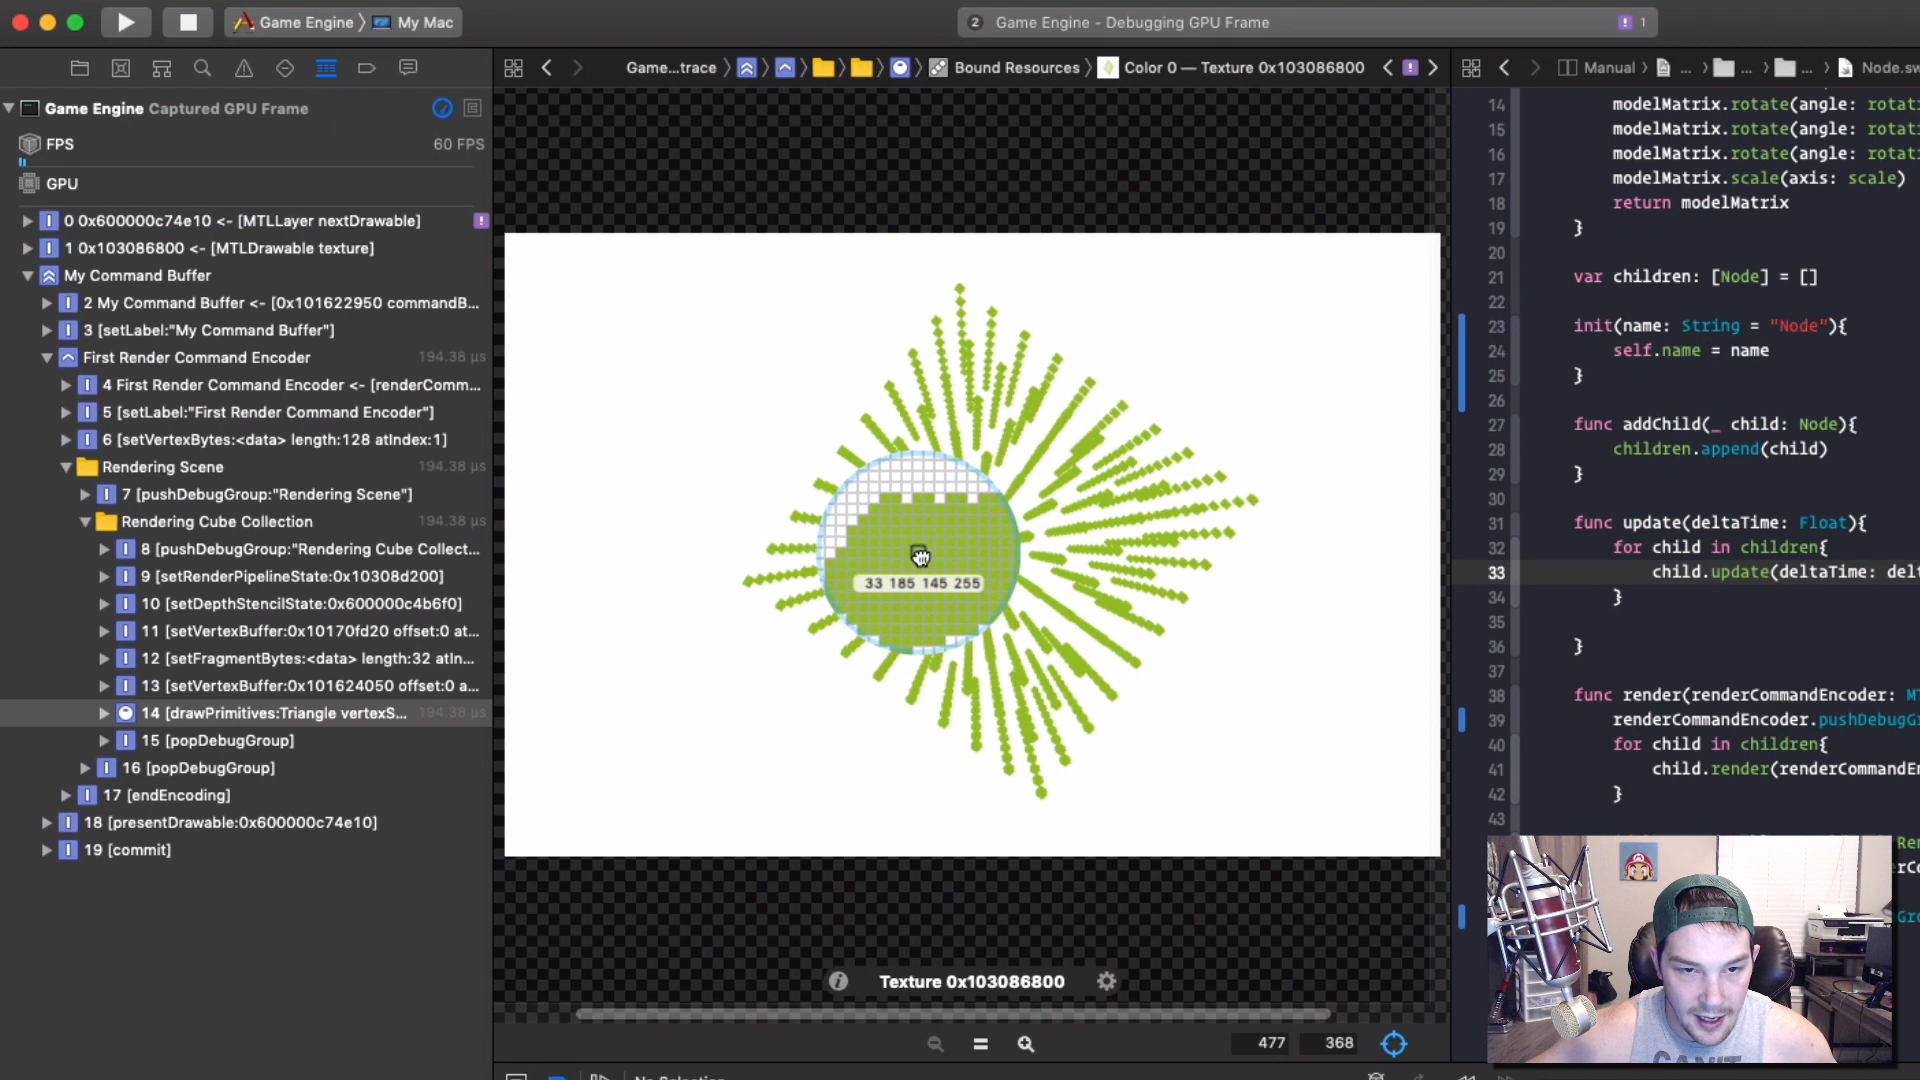 Game Engine
My Mac
2 Game Engine - Debugging GPU Frame
1
Game Engine Captured GPU Frame
FPS
60 FPS
GPU
0 0x600000c74e10 <- [MTLLayer nextDrawable]
1 0x103086800 <- [MTLDrawable texture]
My Command Buffer
2 My Command Buffer <- [0x101622950 commandB...
3 [setLabel:"My Command Buffer"]
First Render Command Encoder 194.38 µs
4 First Render Command Encoder <- [renderComm...
5 [setLabel:"First Render Command Encoder"]
6 [setVertexBytes:<data> length:128 atIndex:1]
Rendering Scene 194.38 µs
7 [pushDebugGroup:"Rendering Scene"]
Rendering Cube Collection 194.38 µs
8 [pushDebugGroup:"Rendering Cube Collect...
9 [setRenderPipelineState:0x10308d200]
10 [setDepthStencilState:0x600000c4b6f0]
11 [setVertexBuffer:0x10170fd20 offset:0 at...
12 [setFragmentBytes:<data> length:32 atIn...
13 [setVertexBuffer:0x101624050 offset:0 a...
14 [drawPrimitives:Triangle vertexS... 194.38 µs
15 [popDebugGroup]
16 [popDebugGroup]
17 [endEncoding]
18 [presentDrawable:0x600000c74e10]
19 [commit]
Game...trace
Bound Resources
Color 0 — Texture 0x103086800
33 185 145 255
Texture 0x103086800
477 368
No Selection
Manual
...
...
...
Node.sw
14 modelMatrix.rotate(angle: rotati
15 modelMatrix.rotate(angle: rotati
16 modelMatrix.rotate(angle: rotati
17 modelMatrix.scale(axis: scale)
18 return modelMatrix
19 }
20
21 var children: [Node] = []
22
23 init(name: String = "Node"){
24 self.name = name
25 }
26
27 func addChild(_ child: Node){
28 children.append(child)
29 }
30
31 func update(deltaTime: Float){
32 for child in children{
33 child.update(deltaTime: delt
34 }
35
36 }
37
38 func render(renderCommandEncoder: MT
39 renderCommandEncoder.pushDebugGr
40 for child in children{
41 child.render(renderCommandEn
42 }
43